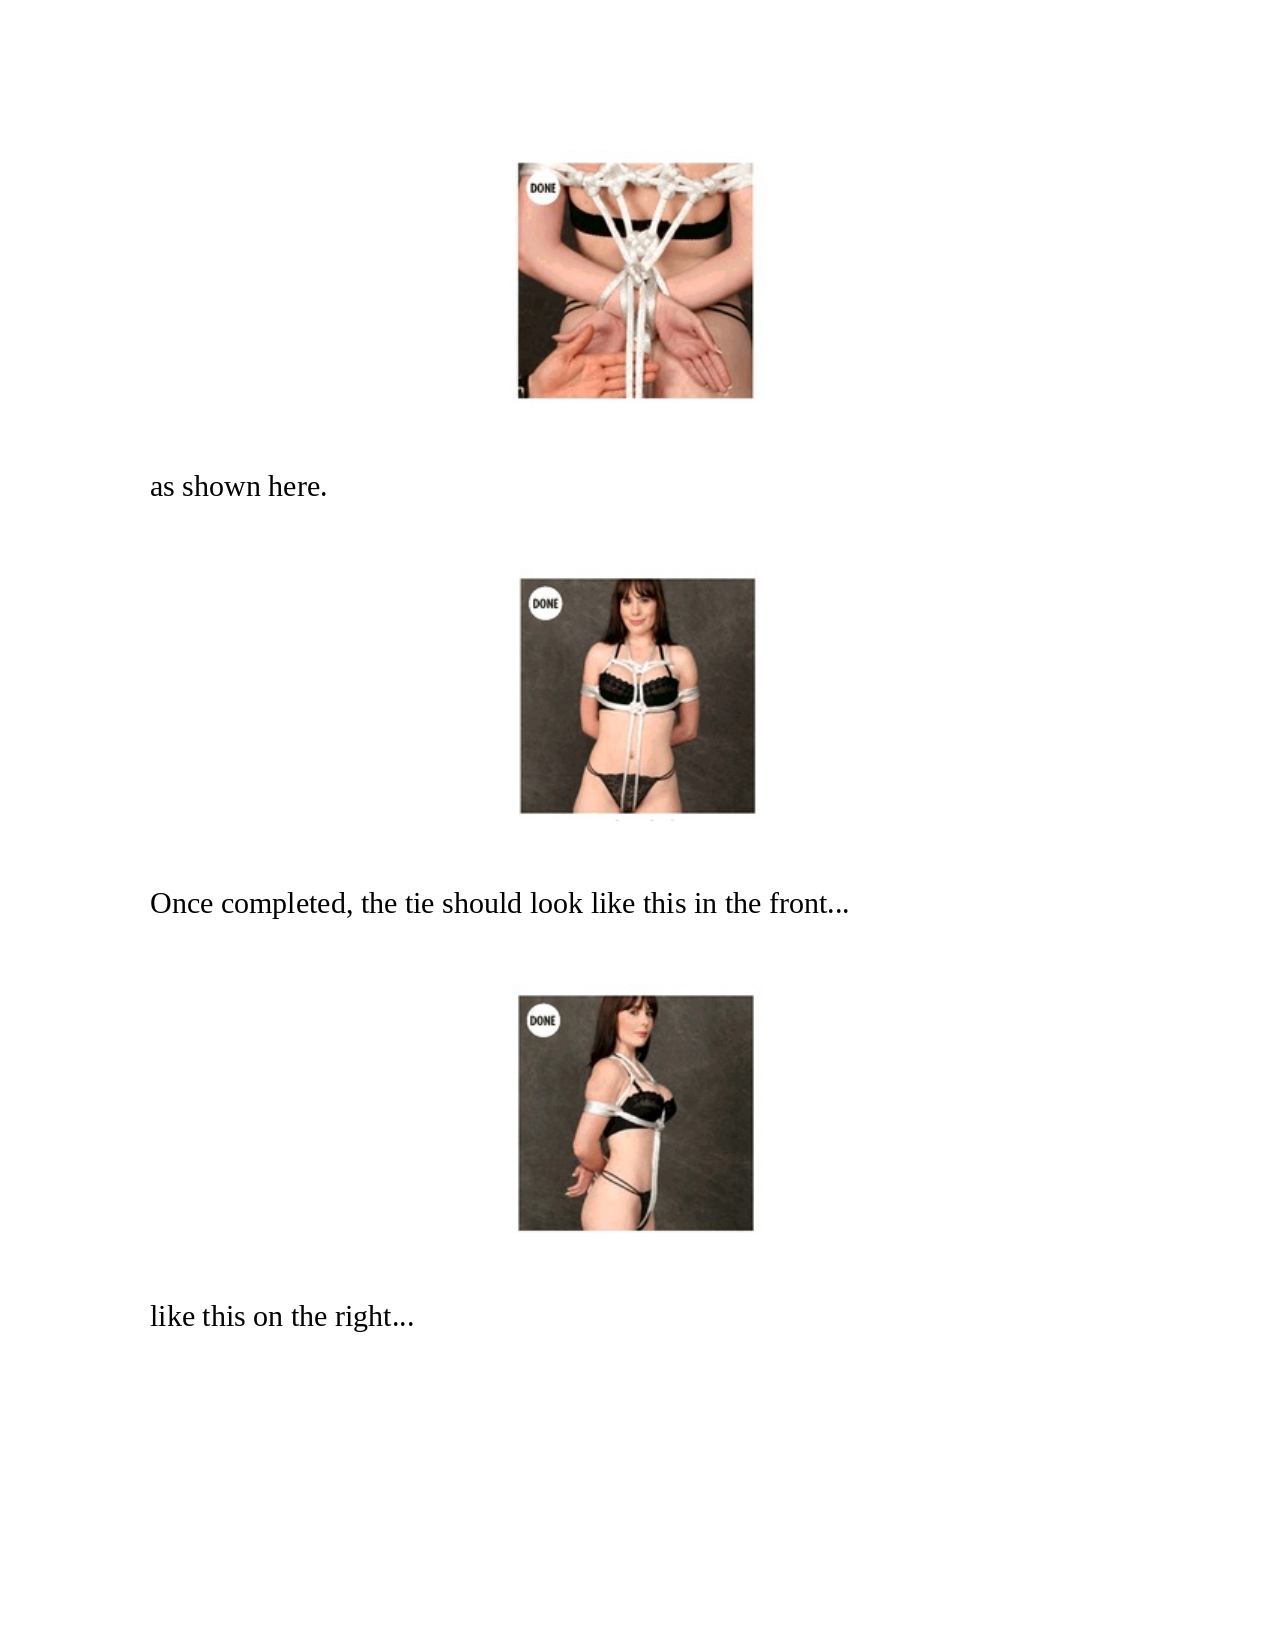 DONE
as shown here.
DONE
Once completed, the tie should look like this in the front...
DONE
like this on the right...